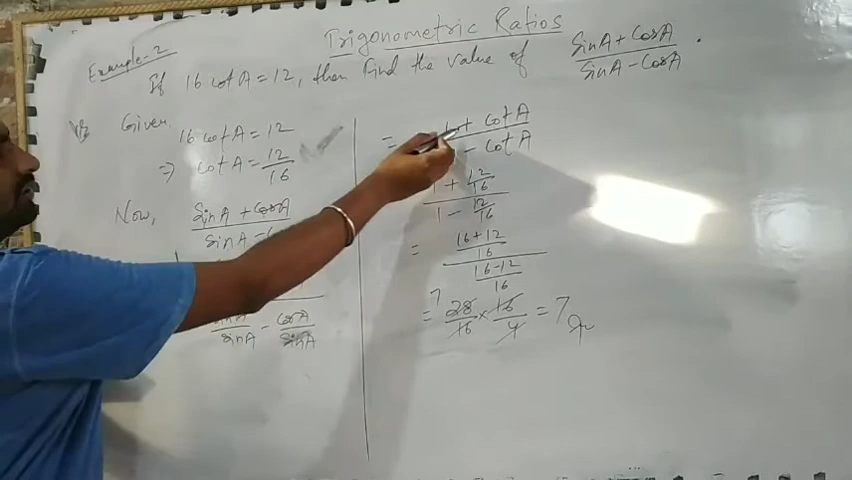 Trigonometric Ratios
Example-2
If 16 cot A = 12, then Find the value of (SinA + CosA)/(SinA - CosA).
Given 16 cot A = 12
⇒ cot A = 12/16
Now, (SinA + CosA)/(SinA - C
sinA/sinA - cosA/sinA
= 1 + cot A / - cot A
1 + 12/16 / 1 - 12/16
= (16+12)/16 / (16-12)/16
= 7 28/16 × 16/4 = 7